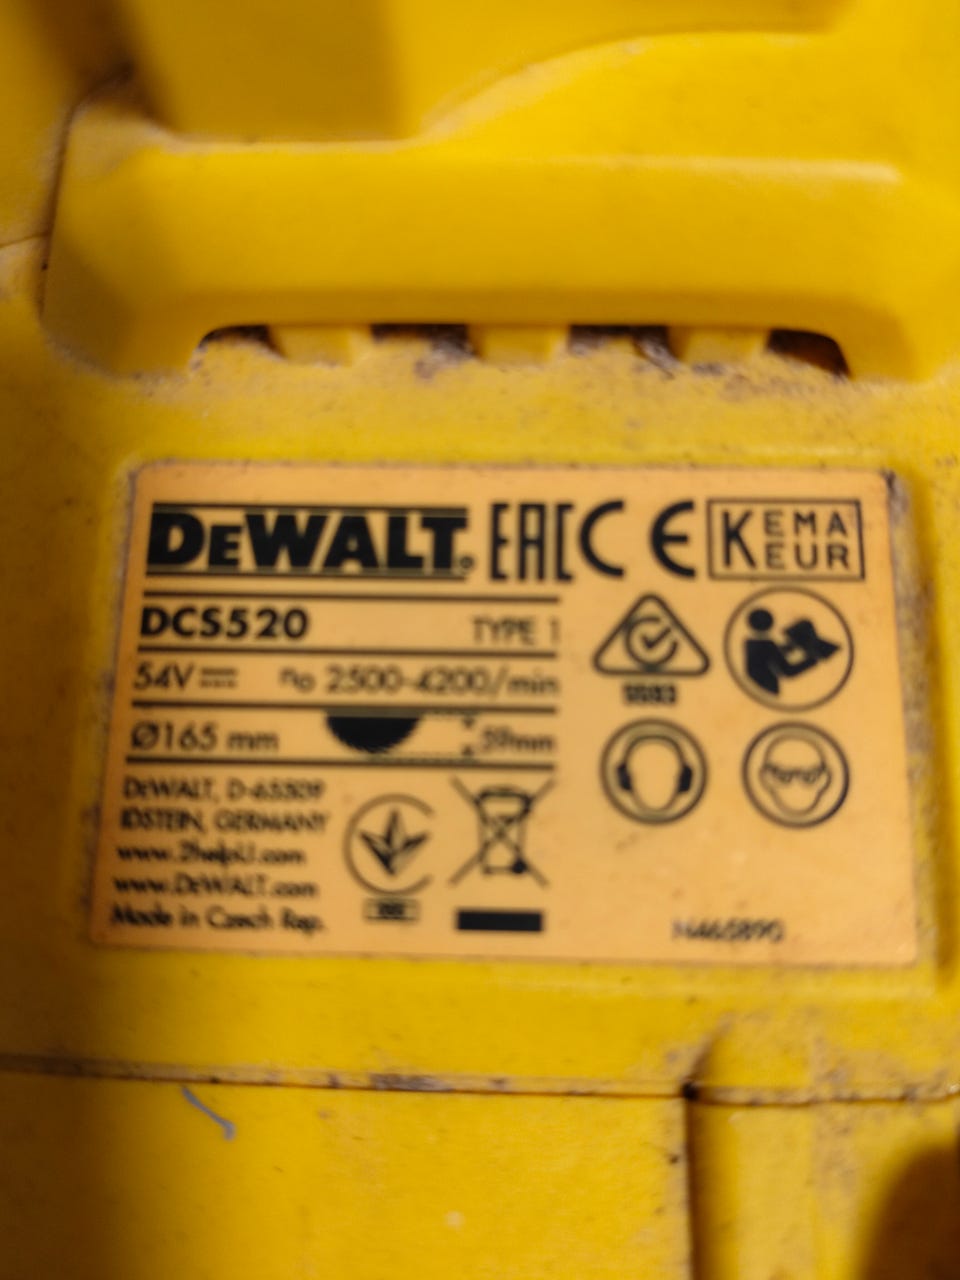 DeWALT® EAC CE KEMA KEUR
DCS520 TYPE 1
54V n₀ 2500-4200/min
Ø165 mm 59mm
DeWALT, D-65509
IDSTEIN, GERMANY
www.2helpU.com
www.DeWALT.com
Made in Czech Rep.
N465890